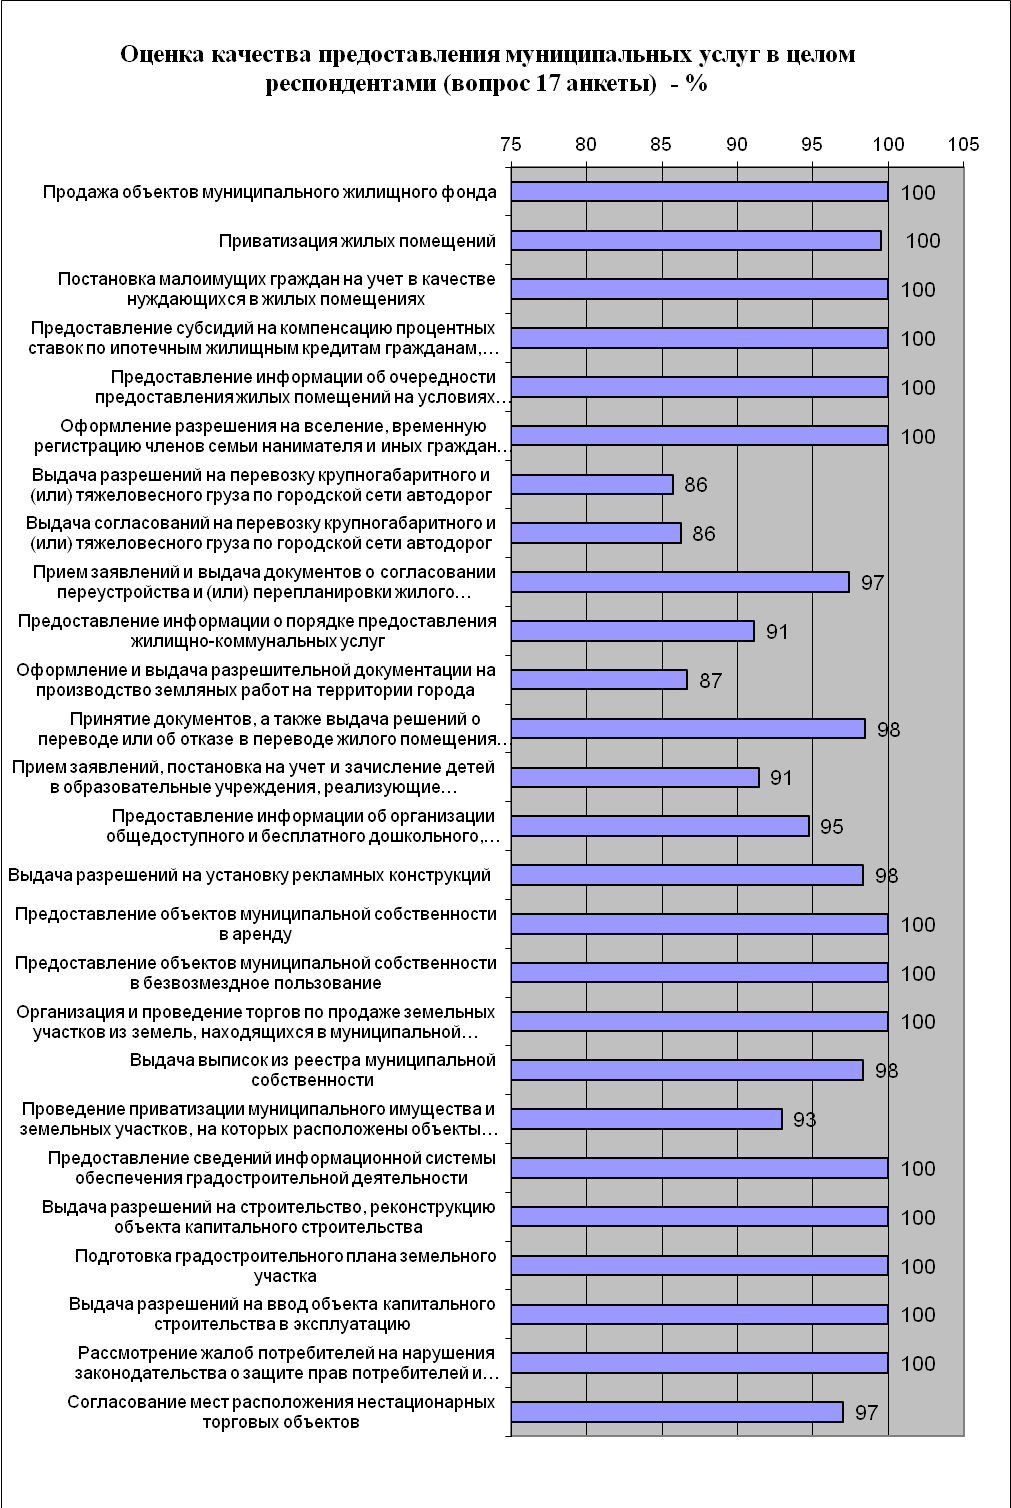 Оценка качества предоставления муниципальных услуг в целом
респондентами (вопрос 17 анкеты)  - %
75 80 85 90 95 100 105
Продажа объектов муниципального жилищного фонда 100
Приватизация жилых помещений 100
Постановка малоимущих граждан на учет в качестве
нуждающихся в жилых помещениях 100
Предоставление субсидий на компенсацию процентных
ставок по ипотечным жилищным кредитам гражданам,… 100
Предоставление информации об очередности
предоставления жилых помещений на условиях… 100
Оформление разрешения на вселение, временную
регистрацию членов семьи нанимателя и иных граждан… 100
Выдача разрешений на перевозку крупногабаритного и
(или) тяжеловесного груза по городской сети автодорог 86
Выдача согласований на перевозку крупногабаритного и
(или) тяжеловесного груза по городской сети автодорог 86
Прием заявлений и выдача документов о согласовании
переустройства и (или) перепланировки жилого… 97
Предоставление информации о порядке предоставления
жилищно-коммунальных услуг 91
Оформление и выдача разрешительной документации на
производство земляных работ на территории города 87
Принятие документов, а также выдача решений о
переводе или об отказе в переводе жилого помещения… 98
Прием заявлений, постановка на учет и зачисление детей
в образовательные учреждения, реализующие… 91
Предоставление информации об организации
общедоступного и бесплатного дошкольного,… 95
Выдача разрешений на установку рекламных конструкций 98
Предоставление объектов муниципальной собственности
в аренду 100
Предоставление объектов муниципальной собственности
в безвозмездное пользование 100
Организация и проведение торгов по продаже земельных
участков из земель, находящихся в муниципальной… 100
Выдача выписок из реестра муниципальной
собственности 98
Проведение приватизации муниципального имущества и
земельных участков, на которых расположены объекты… 93
Предоставление сведений информационной системы
обеспечения градостроительной деятельности 100
Выдача разрешений на строительство, реконструкцию
объекта капитального строительства 100
Подготовка градостроительного плана земельного
участка 100
Выдача разрешений на ввод объекта капитального
строительства в эксплуатацию 100
Рассмотрение жалоб потребителей на нарушения
законодательства о защите прав потребителей и… 100
Согласование мест расположения нестационарных
торговых объектов 97